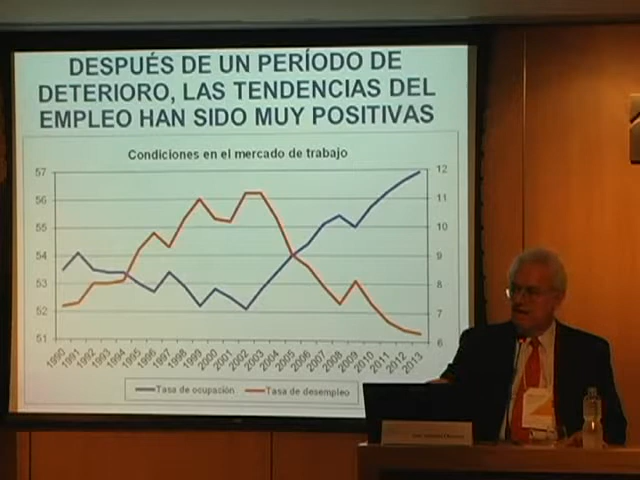 DESPUÉS DE UN PERÍODO DE
DETERIORO, LAS TENDENCIAS DEL
EMPLEO HAN SIDO MUY POSITIVAS
Condiciones en el mercado de trabajo
57
56
55
54
53
52
51
12
11
10
9
8
7
6
1990 1991 1992 1993 1994 1995 1996 1997 1998 1999 2000 2001 2002 2003 2004 2005 2006 2007 2008 2009 2010 2011 2012 2013
Tasa de ocupación Tasa de desempleo